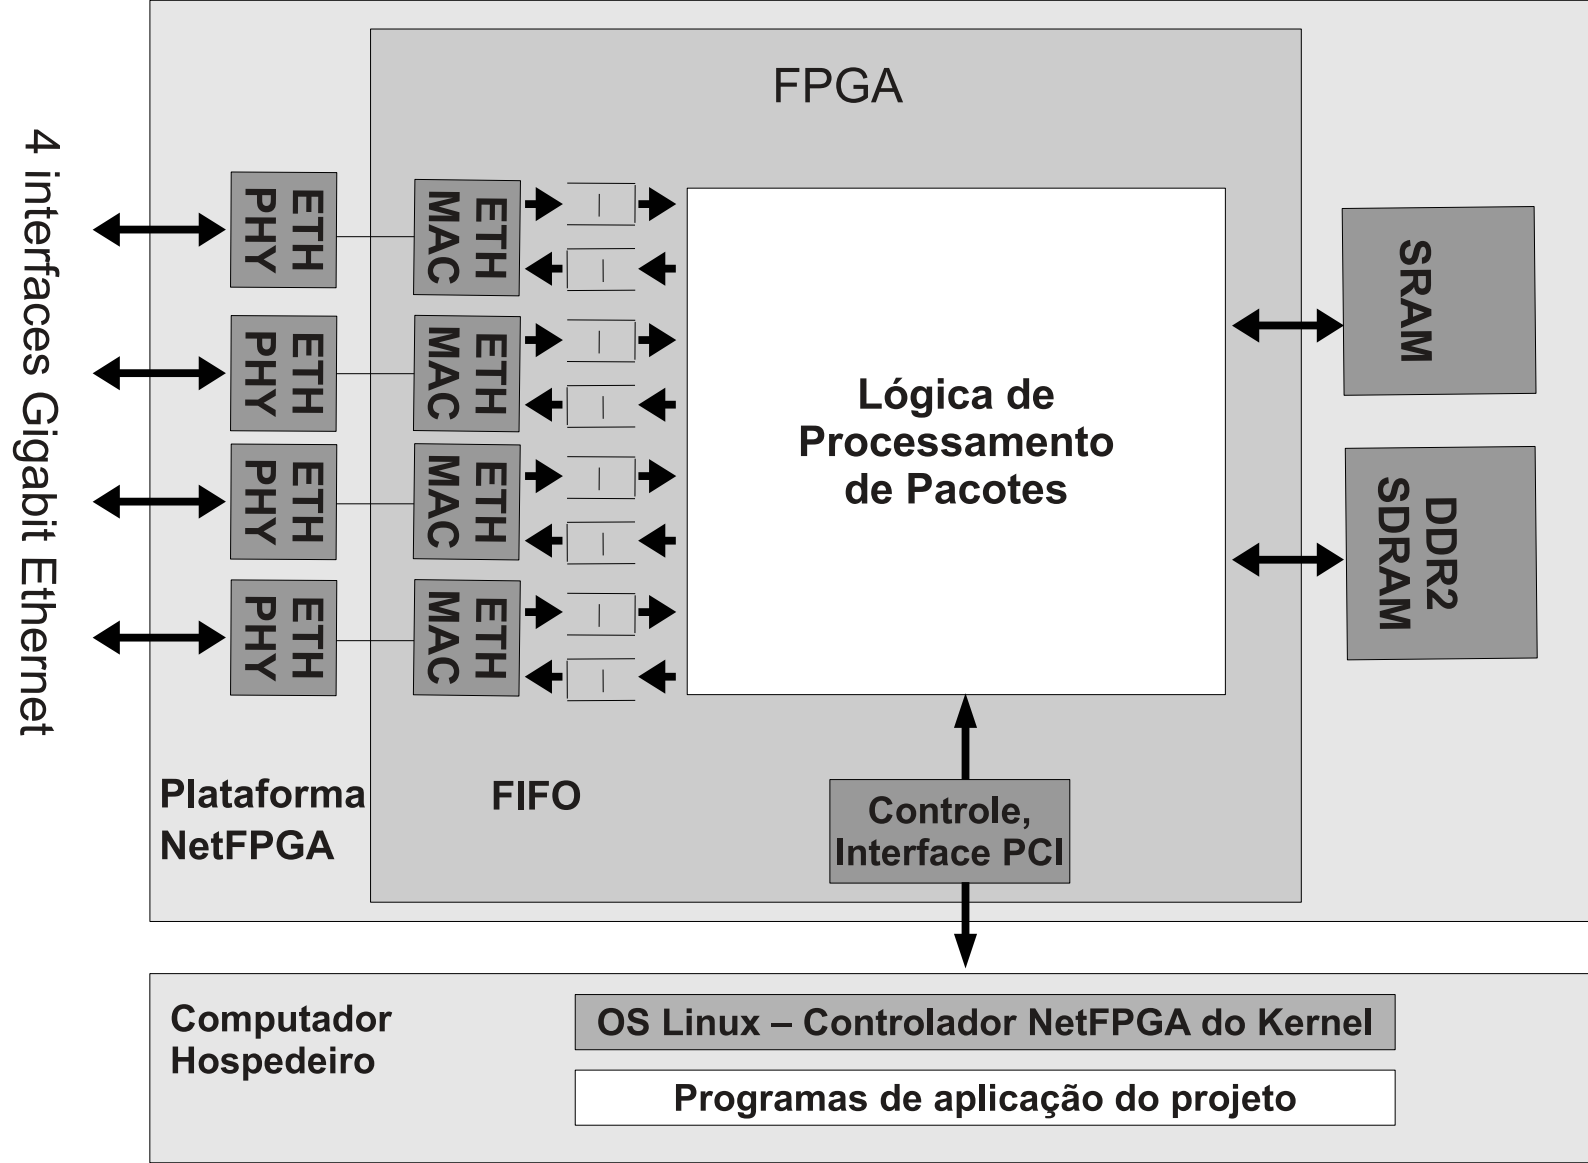 FPGA
4 interfaces Gigabit Ethernet
ETH
PHY
ETH
MAC
ETH
PHY
ETH
MAC
ETH
PHY
ETH
MAC
ETH
PHY
ETH
MAC
Lógica de
Processamento
de Pacotes
SRAM
DDR2
SDRAM
Plataforma
NetFPGA
FIFO
Controle,
Interface PCI
Computador
Hospedeiro
OS Linux – Controlador NetFPGA do Kernel
Programas de aplicação do projeto